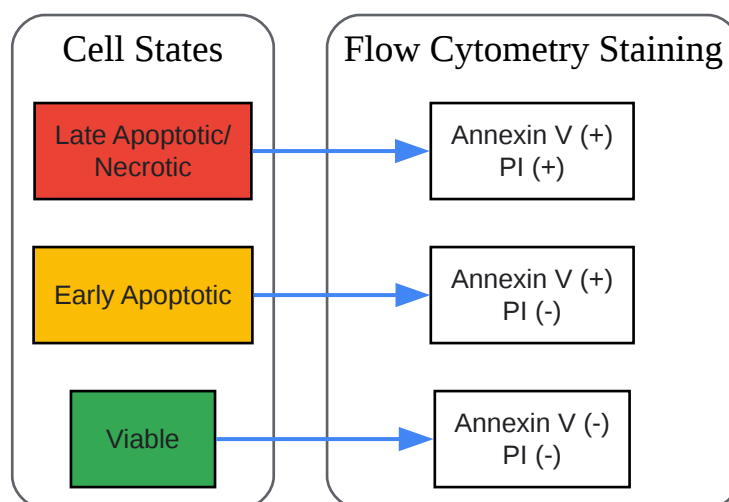 Cell States
Flow Cytometry Staining
Late Apoptotic/
Necrotic
Annexin V (+)
PI (+)
Early Apoptotic
Annexin V (+)
PI (-)
Viable
Annexin V (-)
PI (-)